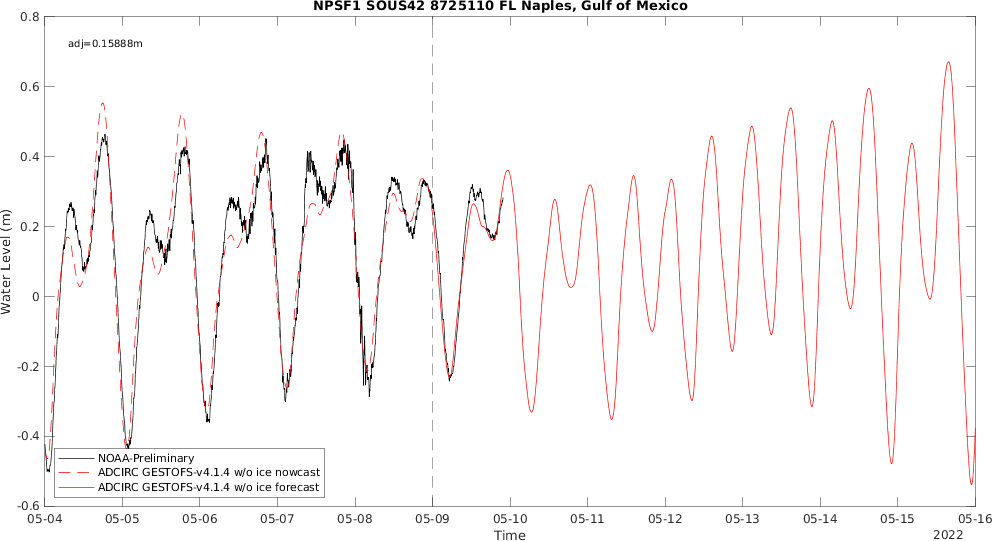 NPSF1 SOUS42 8725110 FL Naples, Gulf of Mexico
adj=0.15888m
0.8
0.6
0.4
0.2
0
-0.2
-0.4
-0.6
Water Level (m)
NOAA-Preliminary
ADCIRC GESTOFS-v4.1.4 w/o ice nowcast
ADCIRC GESTOFS-v4.1.4 w/o ice forecast
05-04 05-05 05-06 05-07 05-08 05-09 05-10 05-11 05-12 05-13 05-14 05-15 05-16
Time
2022